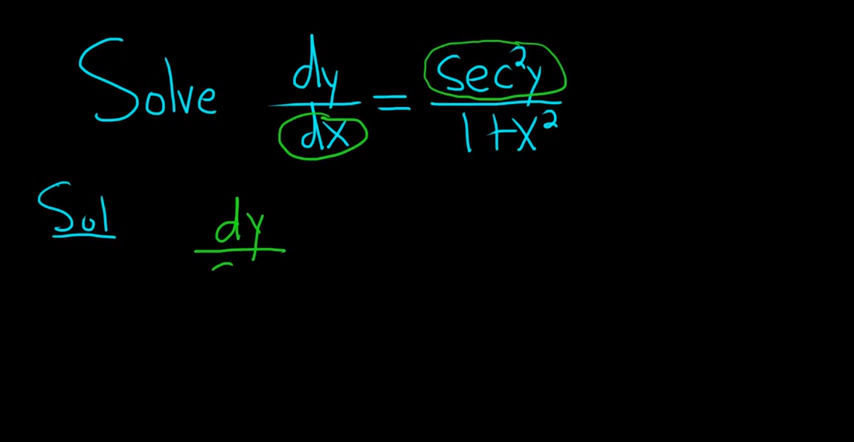 Solve dy/dx = sec²y/1+x²
Sol dy